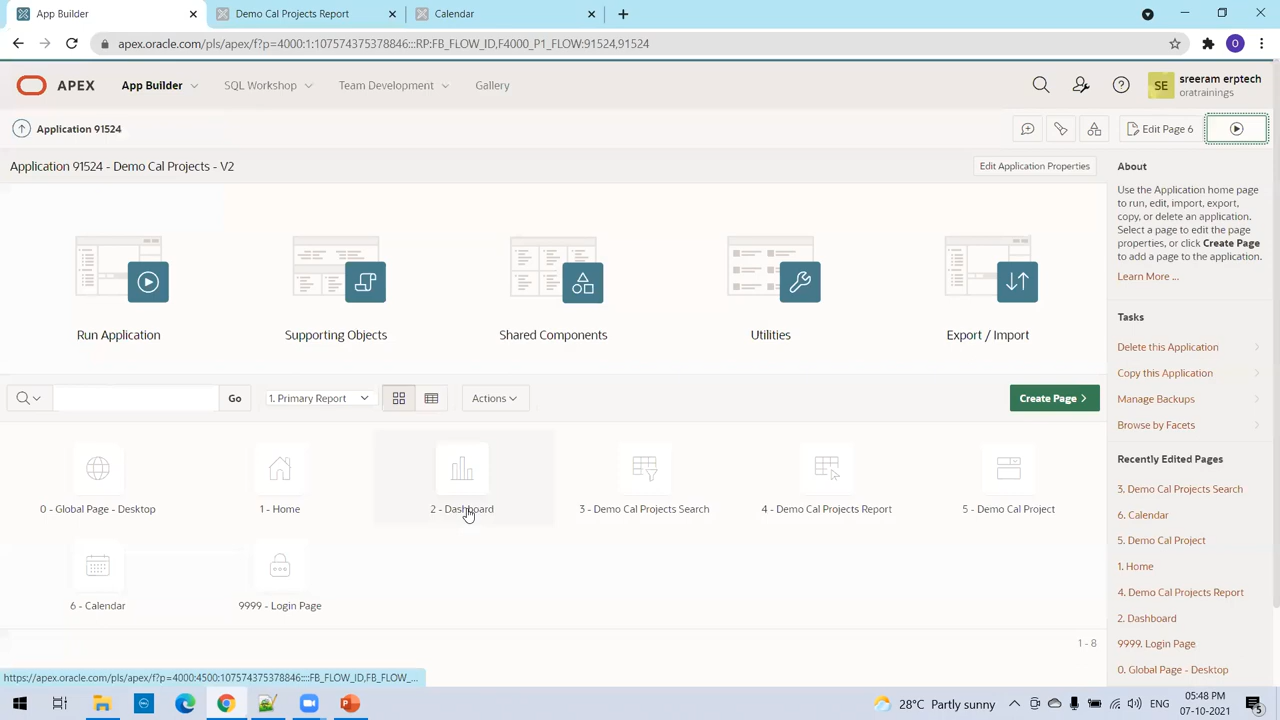 App Builder
Demo Cal Projects Report
Calendar
apex.oracle.com/pls/apex/f?p=4000:1:107574375378846:::RP:FB_FLOW_ID,F4000_P1_FLOW:91524,91524
O
APEX
App Builder
SQL Workshop
Team Development
Gallery
SE
sreeram erptech
oratrainings
Application 91524
Edit Page 6
Application 91524 - Demo Cal Projects - V2
Edit Application Properties
About
Use the Application home page
to run, edit, import, export,
copy, or delete an application.
Select a page to edit the page
properties, or click Create Page
to add a page to the application.
Learn More ...
Run Application
Supporting Objects
Shared Components
Utilities
Export / Import
Tasks
Delete this Application
Copy this Application
Manage Backups
Browse by Facets
Go
1. Primary Report
Actions
Create Page
0 - Global Page - Desktop
1 - Home
2 - Dashboard
3 - Demo Cal Projects Search
4 - Demo Cal Projects Report
5 - Demo Cal Project
6 - Calendar
9999 - Login Page
1 - 8
Recently Edited Pages
3. Demo Cal Projects Search
6. Calendar
5. Demo Cal Project
1. Home
4. Demo Cal Projects Report
2. Dashboard
9999. Login Page
0. Global Page - Desktop
https://apex.oracle.com/pls/apex/f?p=4000:4500:107574375378846::::FB_FLOW_ID,FB_FLOW_...
28°C Partly sunny
ENG
05:48 PM
07-10-2021
5